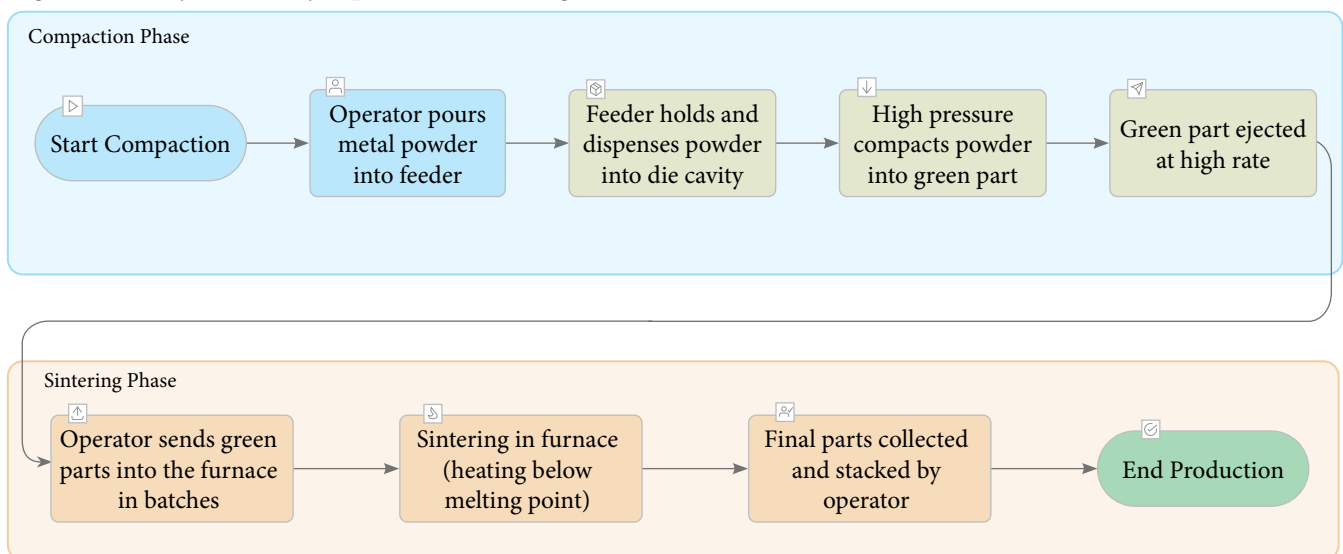 Compaction Phase
Start Compaction
Operator pours
metal powder
into feeder
Feeder holds and
dispenses powder
into die cavity
High pressure
compacts powder
into green part
Green part ejected
at high rate
Sintering Phase
Operator sends green
parts into the furnace
in batches
Sintering in furnace
(heating below
melting point)
Final parts collected
and stacked by
operator
End Production